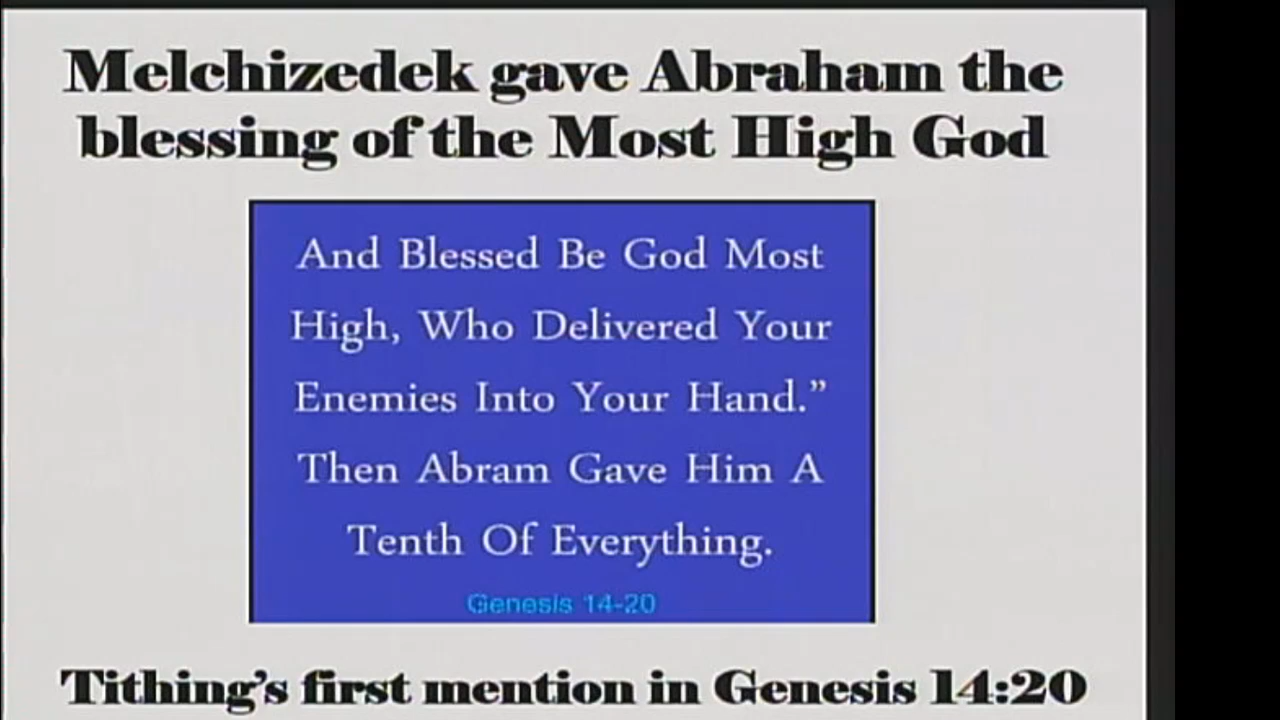 Melchizedek gave Abraham the
blessing of the Most High God
And Blessed Be God Most
High, Who Delivered Your
Enemies Into Your Hand.”
Then Abram Gave Him A
Tenth Of Everything.
Genesis 14-20
Tithing’s first mention in Genesis 14:20